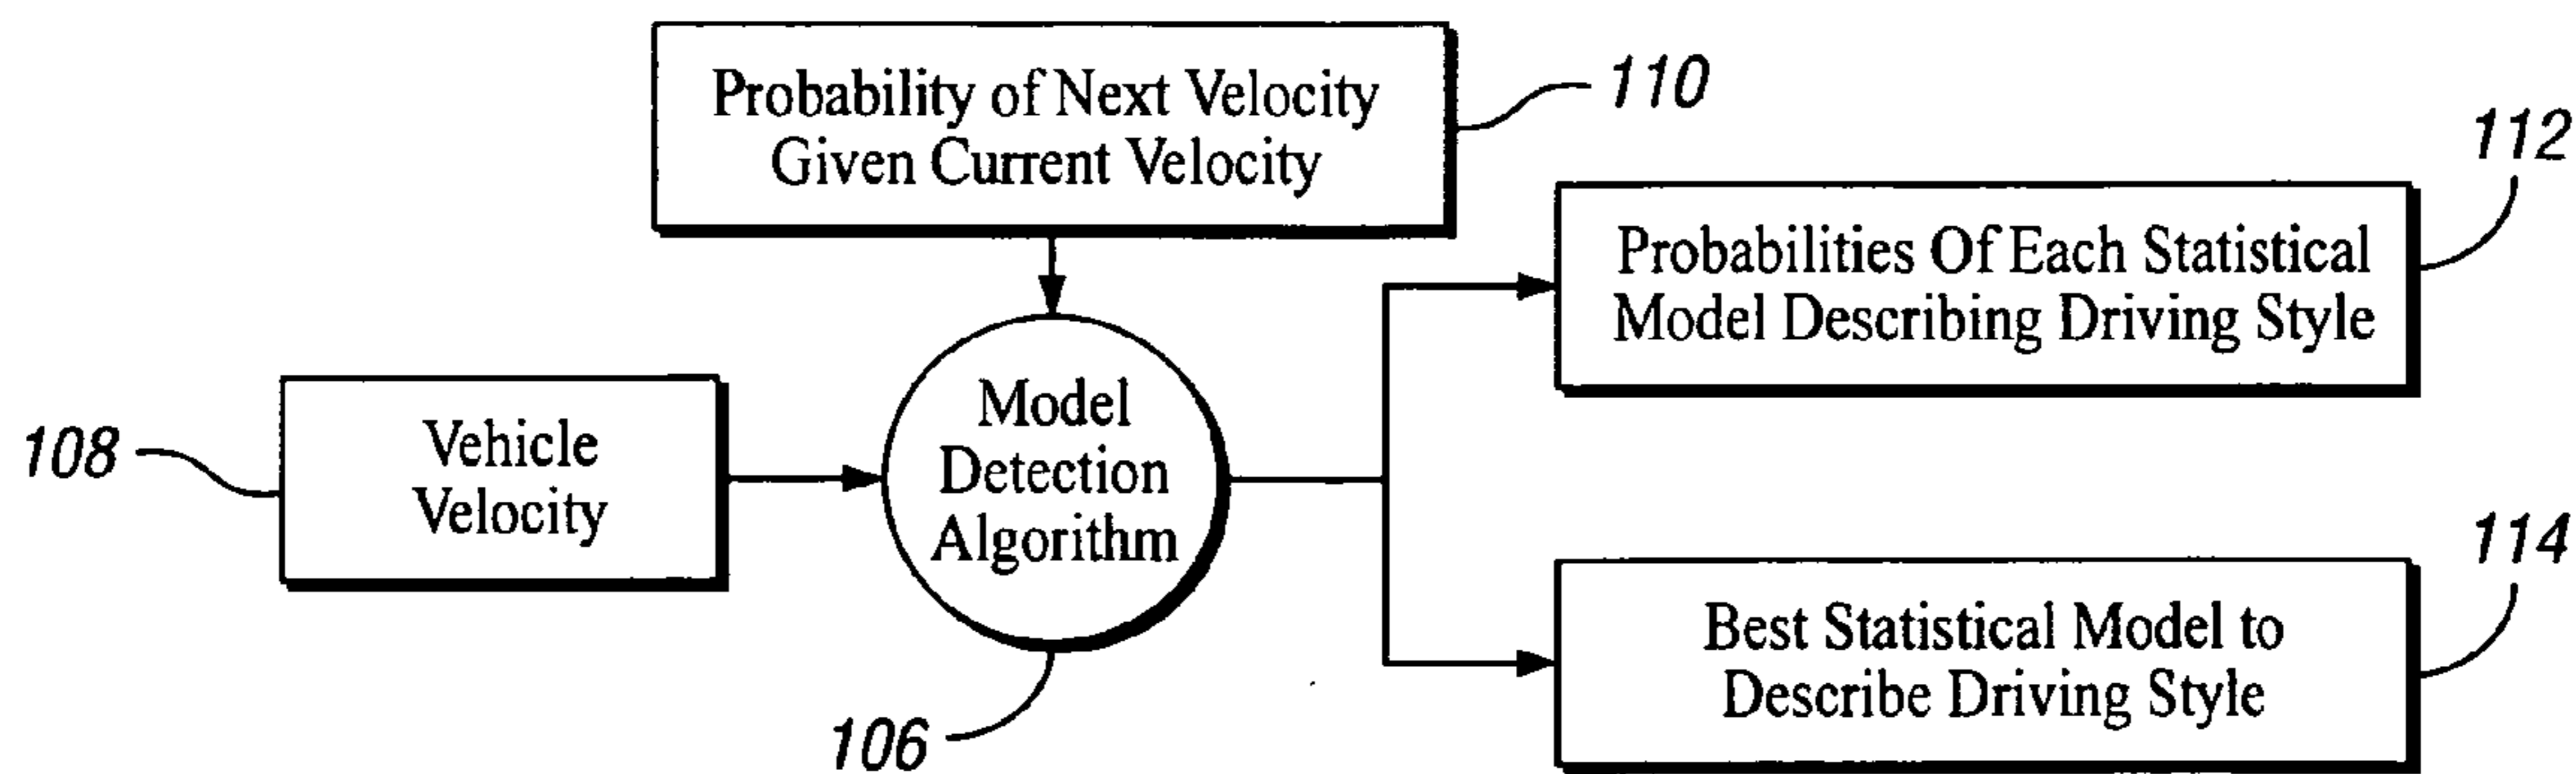 Probability of Next Velocity
Given Current Velocity
110
112
Probabilities Of Each Statistical
Model Describing Driving Style
108
Vehicle
Velocity
Model
Detection
Algorithm
106
114
Best Statistical Model to
Describe Driving Style